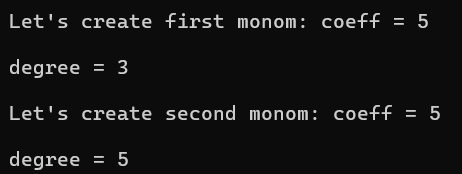 Let's create first monom: coeff = 5
degree = 3
Let's create second monom: coeff = 5
degree = 5